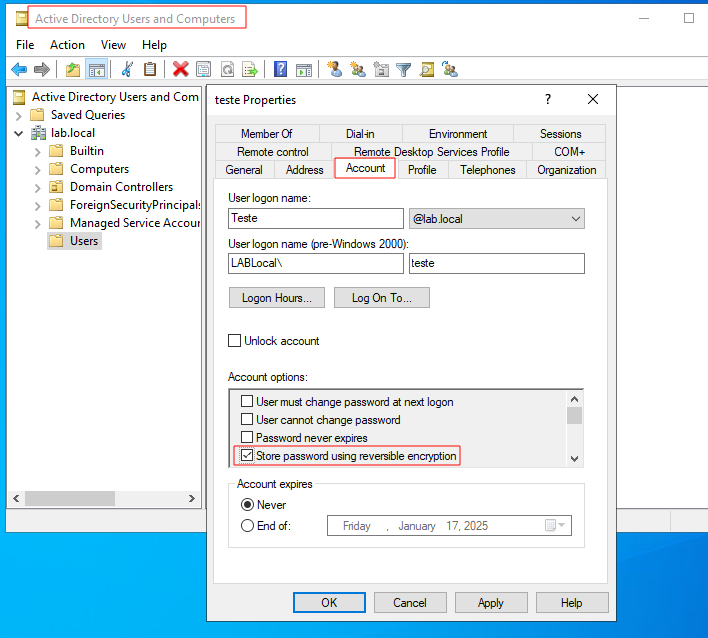 Active Directory Users and Computers
File Action View Help
Active Directory Users and Com
Saved Queries
lab.local
Builtin
Computers
Domain Controllers
ForeignSecurityPrincipals
Managed Service Accour
Users
teste Properties
Member Of Dial-in Environment Sessions
Remote control Remote Desktop Services Profile COM+
General Address Account Profile Telephones Organization
User logon name:
Teste @lab.local
User logon name (pre-Windows 2000):
LABLocal\ teste
Logon Hours... Log On To...
Unlock account
Account options:
User must change password at next logon
User cannot change password
Password never expires
Store password using reversible encryption
Account expires
Never
End of: Friday , January 17, 2025
OK Cancel Apply Help